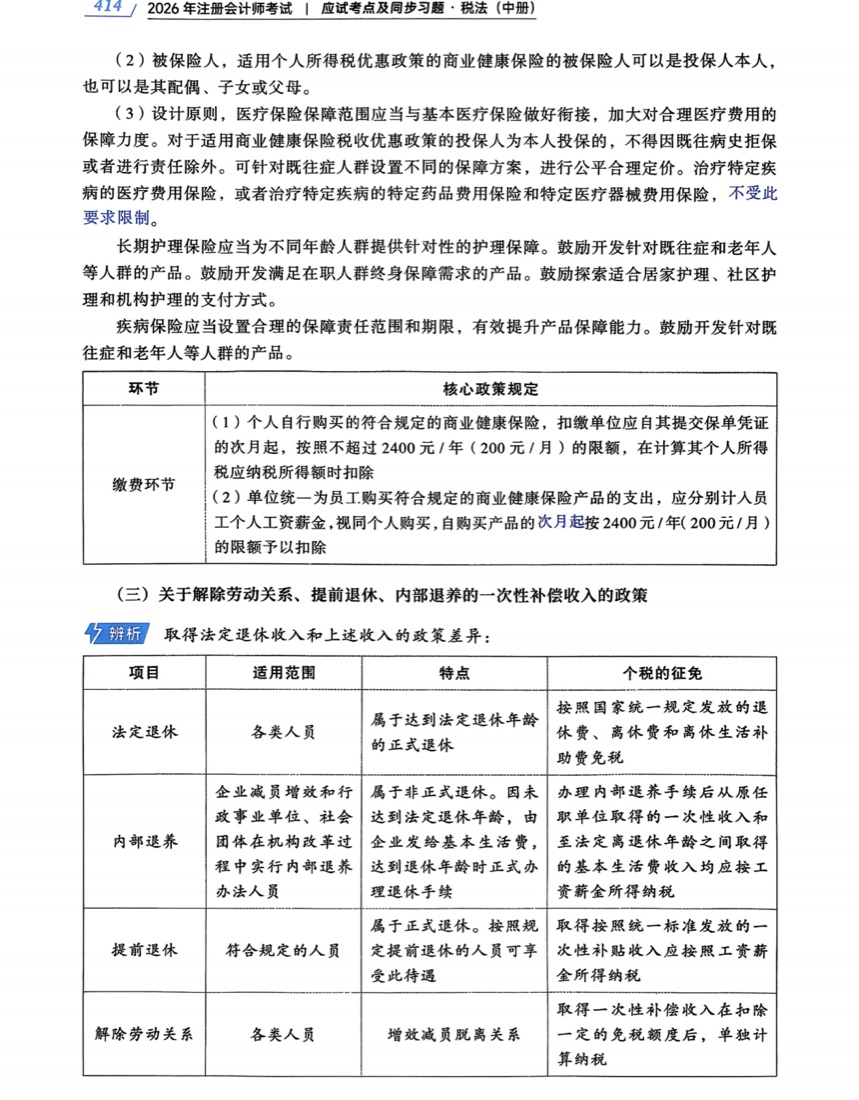 414 / 2026 年注册会计师考试 | 应试考点及同步习题·税法（中册）
（2）被保险人，适用个人所得税优惠政策的商业健康保险的被保险人可以是投保人本人，
也可以是其配偶、子女或父母。
（3）设计原则，医疗保险保障范围应当与基本医疗保险做好衔接，加大对合理医疗费用的
保障力度。对于适用商业健康保险税收优惠政策的投保人为本人投保的，不得因既往病史拒保
或者进行责任除外。可针对既往症人群设置不同的保障方案，进行公平合理定价。治疗特定疾
病的医疗费用保险，或者治疗特定疾病的特定药品费用保险和特定医疗器械费用保险，不受此
要求限制。
长期护理保险应当为不同年龄人群提供针对性的护理保障。鼓励开发针对既往症和老年人
等人群的产品。鼓励开发满足在职人群终身保障需求的产品。鼓励探索适合居家护理、社区护
理和机构护理的支付方式。
疾病保险应当设置合理的保障责任范围和期限，有效提升产品保障能力。鼓励开发针对既
往症和老年人等人群的产品。
环节 核心政策规定
缴费环节
（1）个人自行购买的符合规定的商业健康保险，扣缴单位应自其提交保单凭证
的次月起，按照不超过 2400 元 / 年（200 元 / 月）的限额，在计算其个人所得
税应纳税所得额时扣除
（2）单位统一为员工购买符合规定的商业健康保险产品的支出，应分别计入员
工个人工资薪金，视同个人购买，自购买产品的次月起按 2400 元 / 年（200 元 / 月）
的限额予以扣除
（三）关于解除劳动关系、提前退休、内部退养的一次性补偿收入的政策
辨析 取得法定退休收入和上述收入的政策差异：
项目 适用范围 特点 个税的征免
法定退休
各类人员
属于达到法定退休年龄
的正式退休
按照国家统一规定发放的退
休费、离休费和离休生活补
助费免税
内部退养
企业减员增效和行
政事业单位、社会
团体在机构改革过
程中实行内部退养
办法人员
属于非正式退休。因未
达到法定退休年龄，由
企业发给基本生活费，
达到退休年龄时正式办
理退休手续
办理内部退养手续后从原任
职单位取得的一次性收入和
至法定离退休年龄之间取得
的基本生活费收入均应按工
资薪金所得纳税
提前退休
符合规定的人员
属于正式退休。按照规
定提前退休的人员可享
受此待遇
取得按照统一标准发放的一
次性补贴收入应按照工资薪
金所得纳税
解除劳动关系
各类人员
增效减员脱离关系
取得一次性补偿收入在扣除
一定的免税额度后，单独计
算纳税